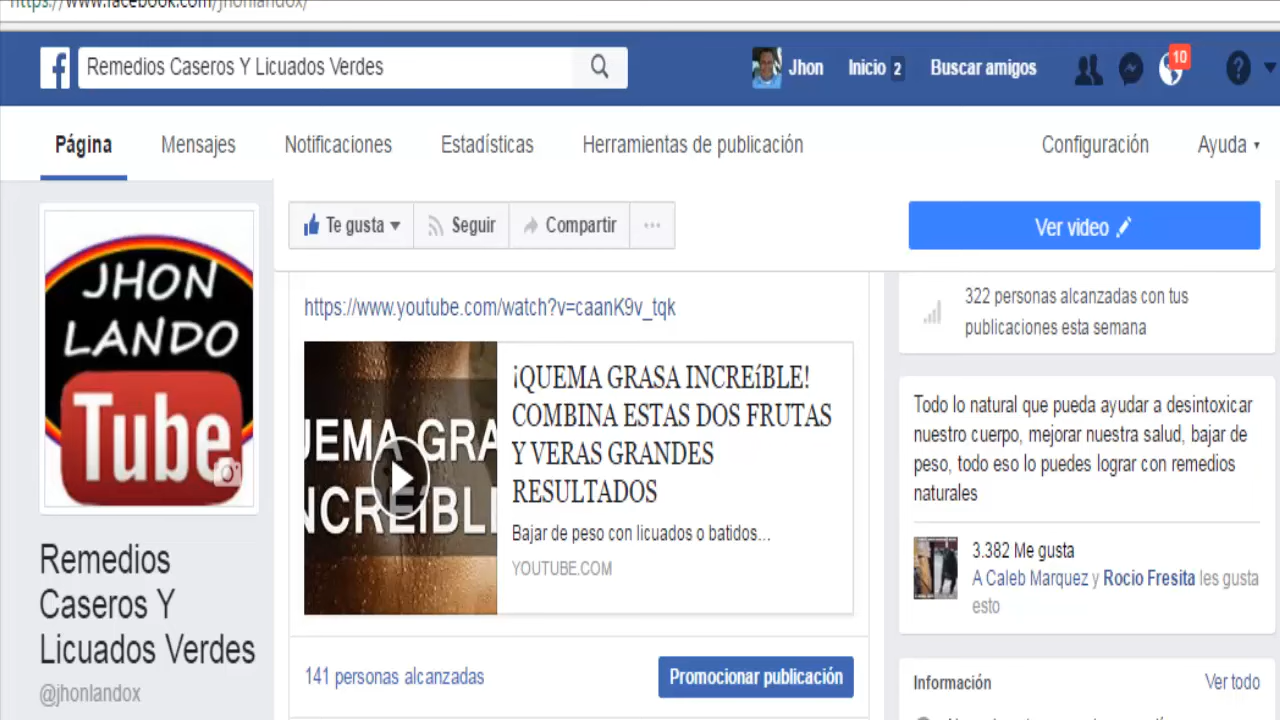 https://www.facebook.com/jhonlandox/
Remedios Caseros Y Licuados Verdes
Jhon
Inicio 2
Buscar amigos
10
?
Página
Mensajes
Notificaciones
Estadísticas
Herramientas de publicación
Configuración
Ayuda
Te gusta
Seguir
Compartir
...
Ver video
JHON
LANDO
Tube
Remedios
Caseros Y
Licuados Verdes
@jhonlandox
https://www.youtube.com/watch?v=caanK9v_tqk
UEMA GRA
NCREÍBL
¡QUEMA GRASA INCREíBLE!
COMBINA ESTAS DOS FRUTAS
Y VERAS GRANDES
RESULTADOS
Bajar de peso con licuados o batidos...
YOUTUBE.COM
141 personas alcanzadas
Promocionar publicación
322 personas alcanzadas con tus
publicaciones esta semana
Todo lo natural que pueda ayudar a desintoxicar
nuestro cuerpo, mejorar nuestra salud, bajar de
peso, todo eso lo puedes lograr con remedios
naturales
3.382 Me gusta
A Caleb Marquez y Rocio Fresita les gusta
esto
Información
Ver todo